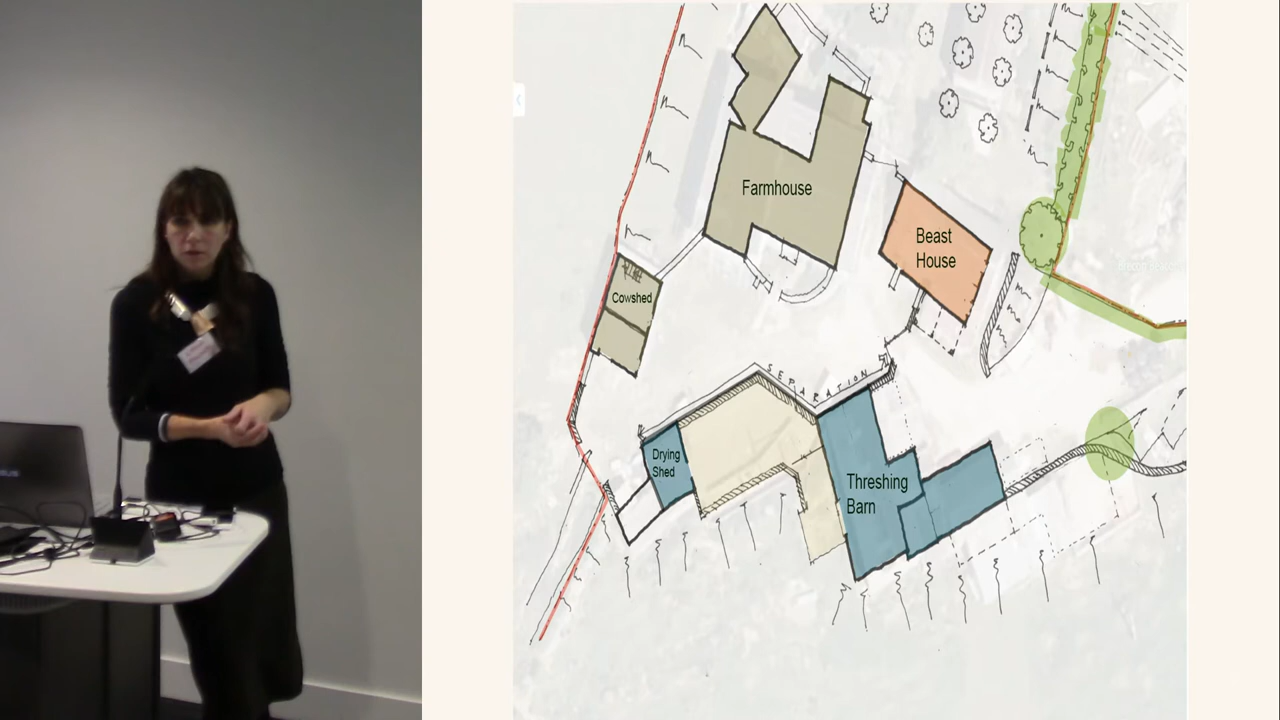 Farmhouse
Beast
House
Cowshed
SEPARATION
Drying
Shed
Threshing
Barn